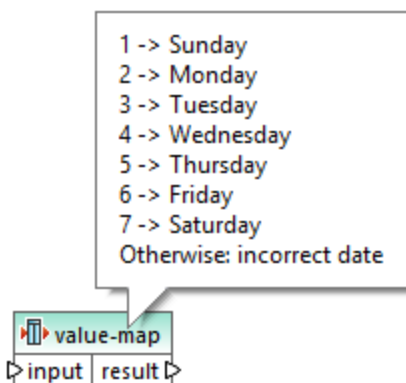 1 -> Sunday
2 -> Monday
3 -> Tuesday
4 -> Wednesday
5 -> Thursday
6 -> Friday
7 -> Saturday
Otherwise: incorrect date
value-map
input result